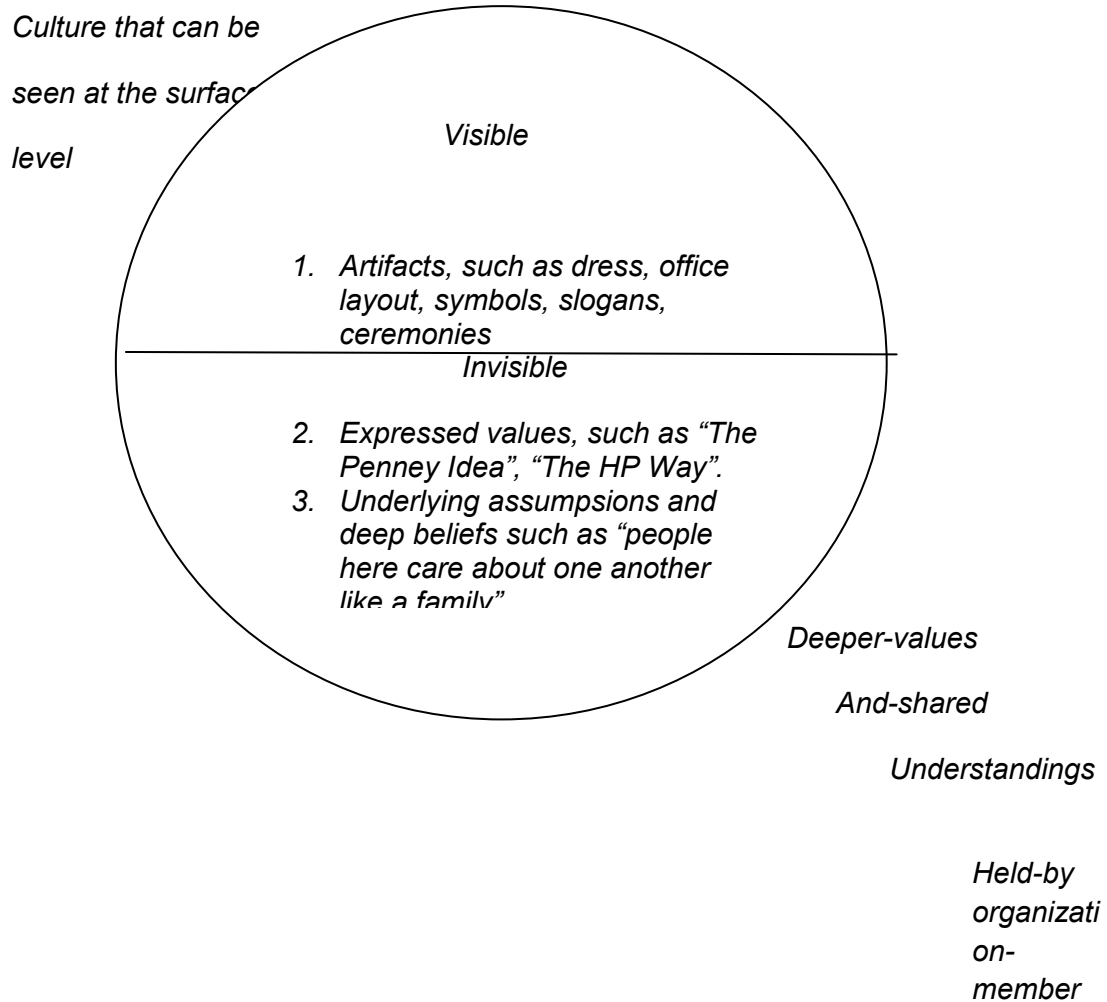 Culture that can be
seen at the surface
level
Visible
1. Artifacts, such as dress, office
layout, symbols, slogans,
ceremonies
Invisible
2. Expressed values, such as “The
Penney Idea”, “The HP Way”.
3. Underlying assumpsions and
deep beliefs such as “people
here care about one another
like a family”
Deeper-values
And-shared
Understandings
Held-by
organizati
on-
member